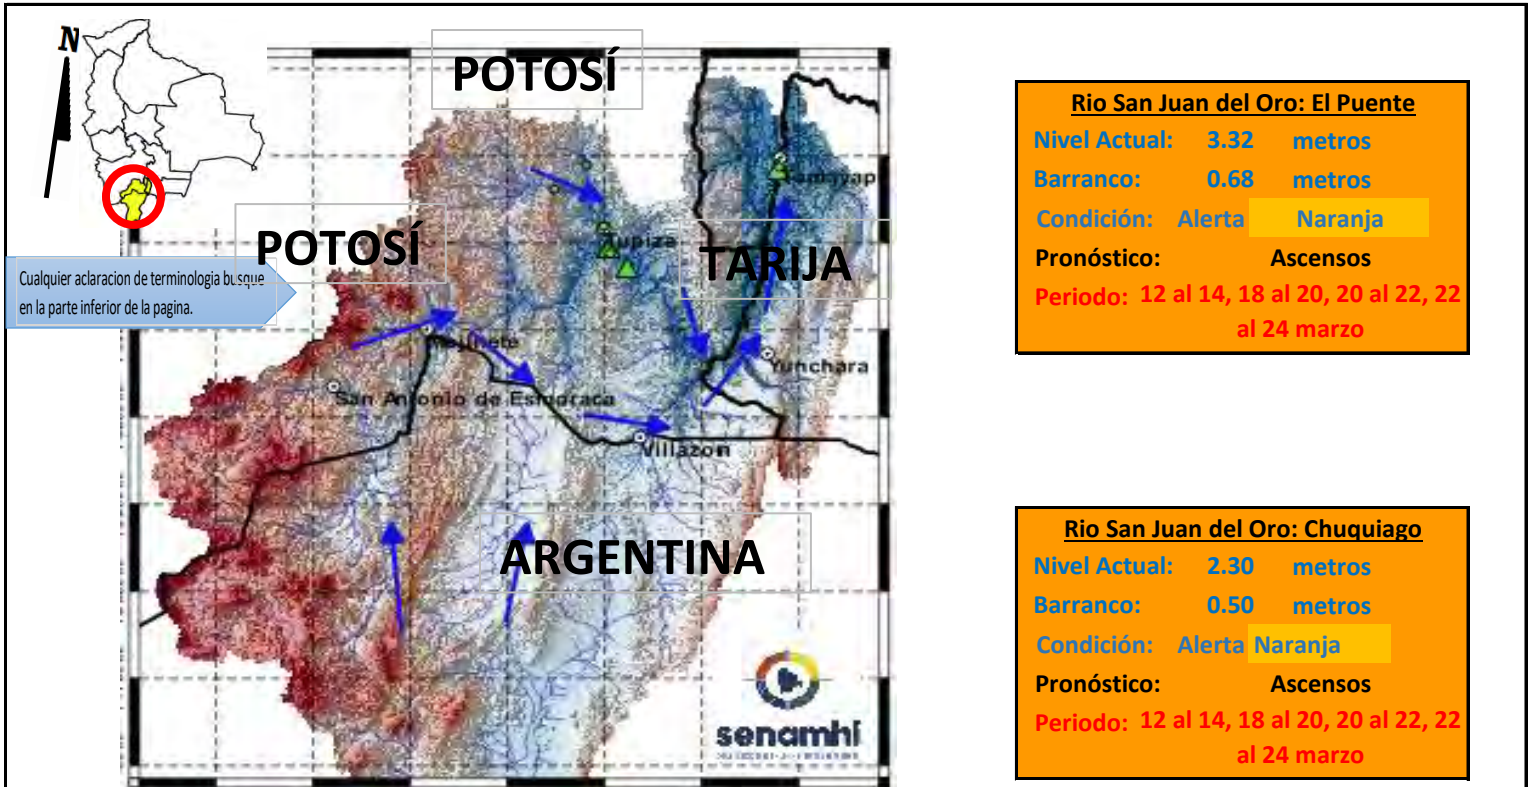 N
POTOSÍ
POTOSÍ
TARIJA
ARGENTINA
Cualquier aclaracion de terminologia busque
en la parte inferior de la pagina.
Tamayap
Tupiza
Mojinete
San Antonio de Esmoraca
Yunchara
Villazon
senamhi
Rio San Juan del Oro: El Puente
Nivel Actual: 3.32 metros
Barranco: 0.68 metros
Condición: Alerta Naranja
Pronóstico: Ascensos
Periodo: 12 al 14, 18 al 20, 20 al 22, 22
al 24 marzo
Rio San Juan del Oro: Chuquiago
Nivel Actual: 2.30 metros
Barranco: 0.50 metros
Condición: Alerta Naranja
Pronóstico: Ascensos
Periodo: 12 al 14, 18 al 20, 20 al 22, 22
al 24 marzo